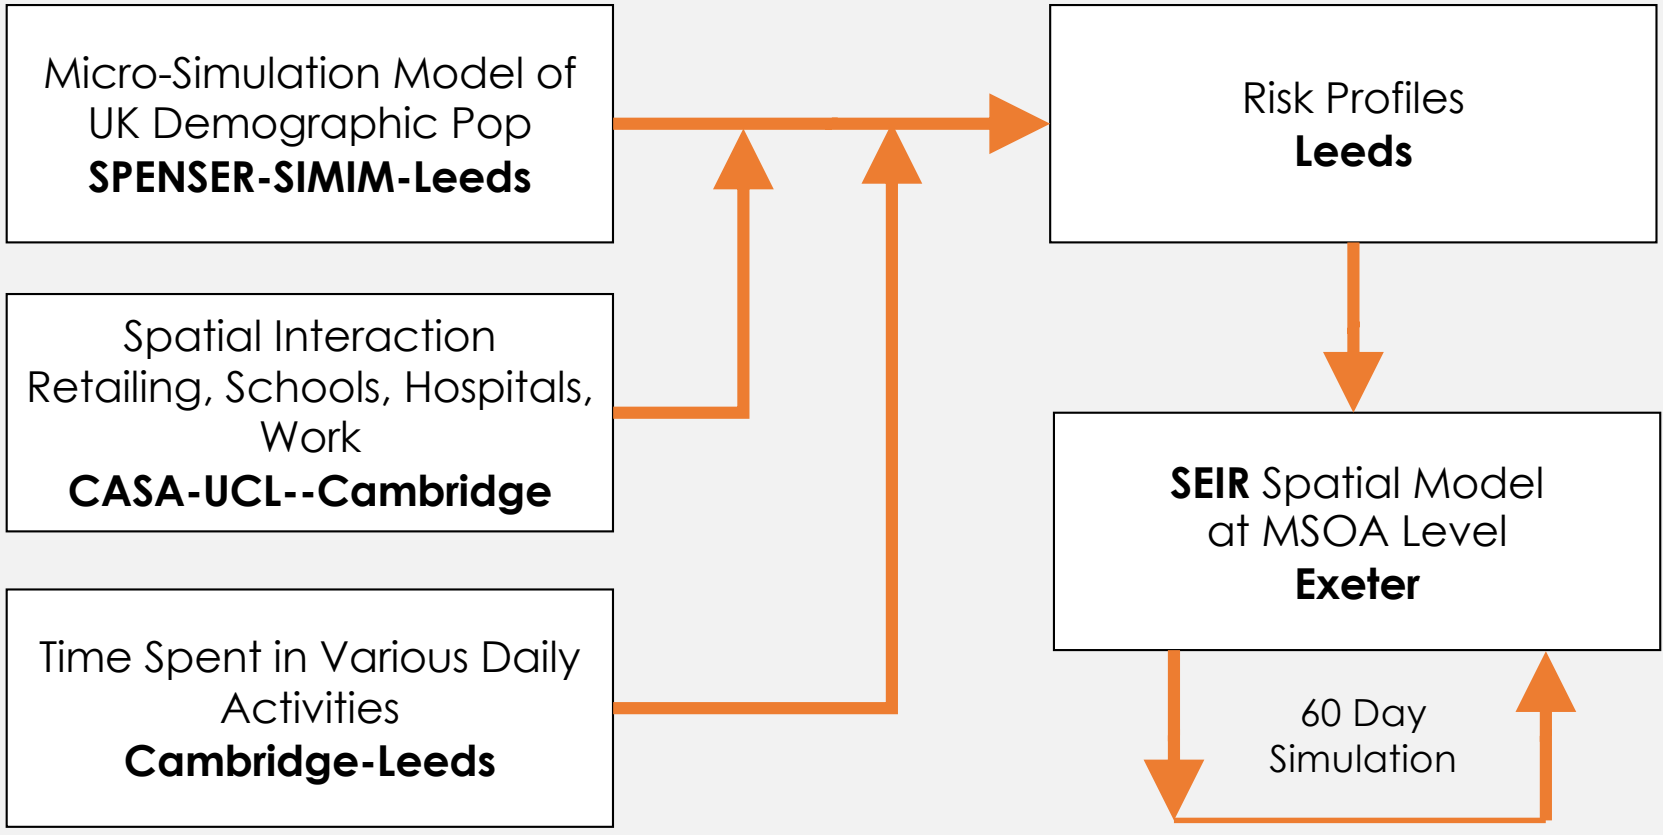 Micro-Simulation Model of
UK Demographic Pop
SPENSER-SIMIM-Leeds
Spatial Interaction
Retailing, Schools, Hospitals,
Work
CASA-UCL--Cambridge
Time Spent in Various Daily
Activities
Cambridge-Leeds
Risk Profiles
Leeds
SEIR Spatial Model
at MSOA Level
Exeter
60 Day
Simulation